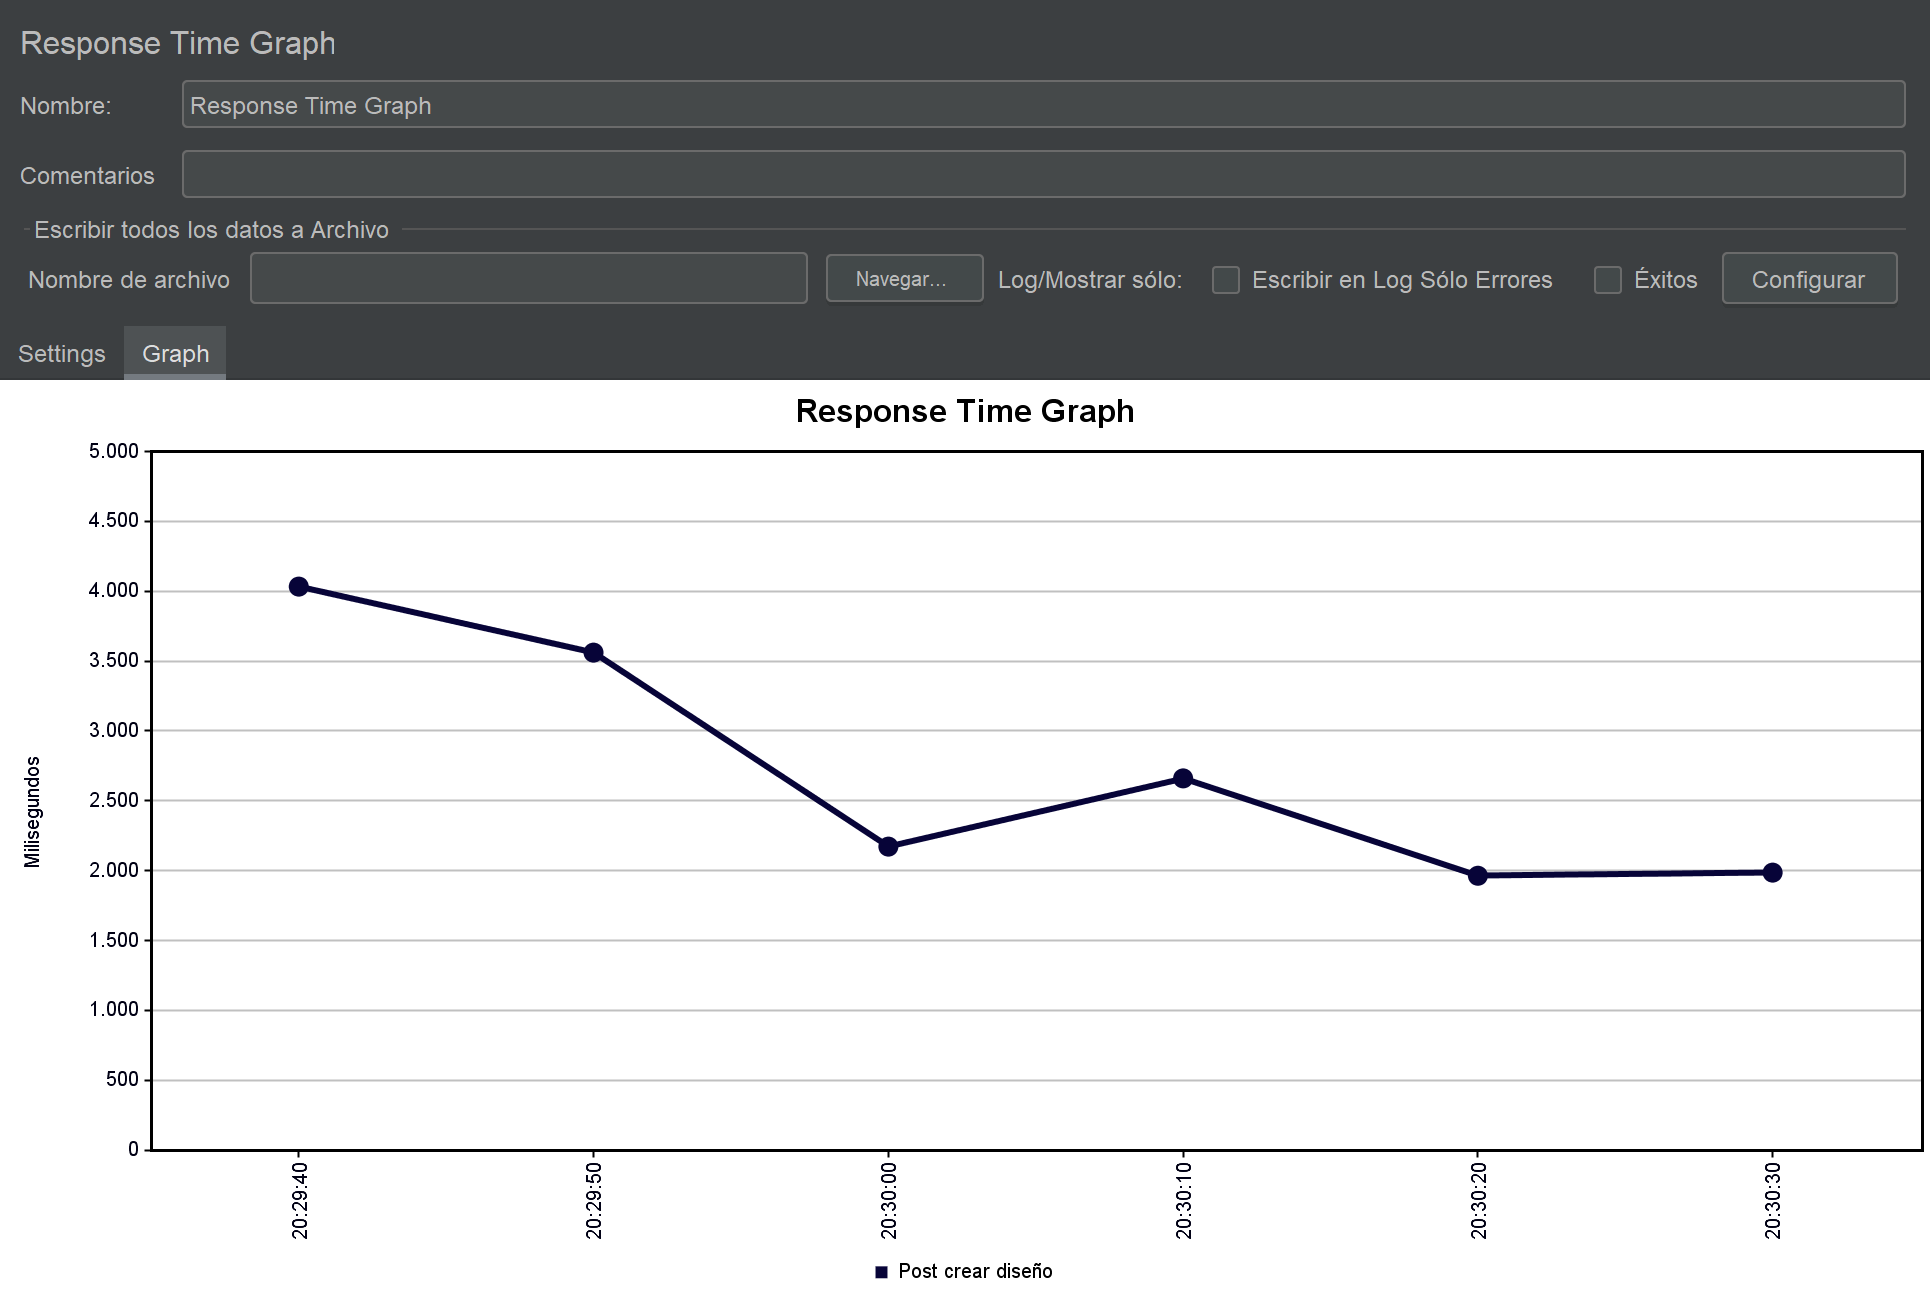 Response Time Graph
Nombre: Response Time Graph
Comentarios
Escribir todos los datos a Archivo
Nombre de archivo Navegar... Log/Mostrar sólo: Escribir en Log Sólo Errores Éxitos Configurar
Settings Graph
Response Time Graph
5.000
4.500
4.000
3.500
3.000
2.500
2.000
1.500
1.000
500
0
Milisegundos
20:29:40 20:29:50 20:30:00 20:30:10 20:30:20 20:30:30
Post crear diseño